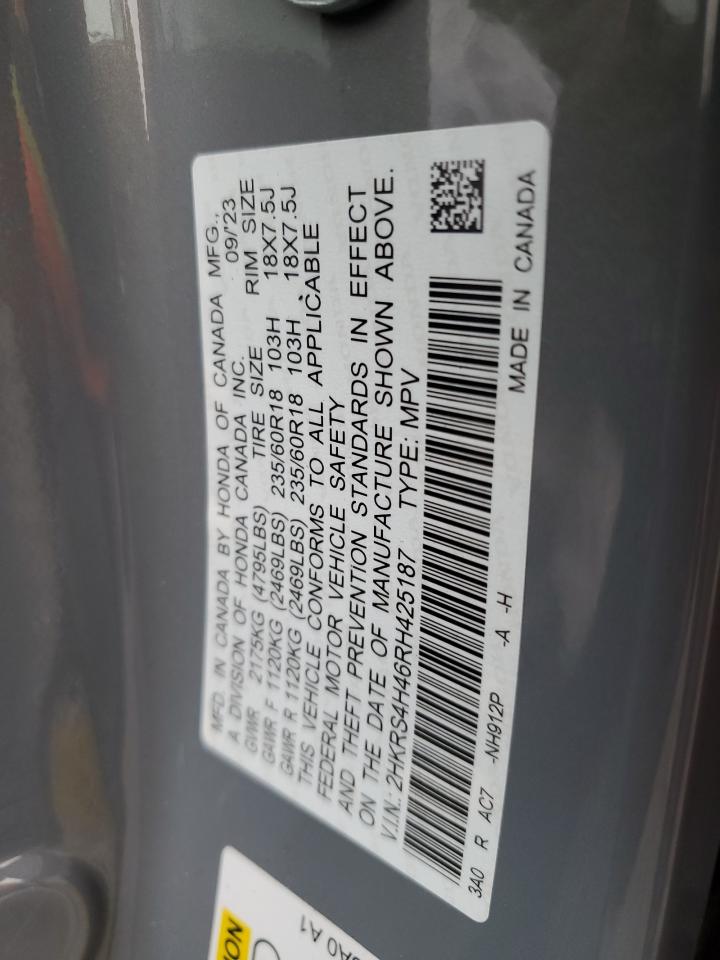 MFD. IN CANADA BY HONDA OF CANADA MFG.,
A DIVISION OF HONDA CANADA INC. 09/'23
GVWR 2175KG (4795LBS) TIRE SIZE RIM SIZE
GAWR F 1120KG (2469LBS) 235/60R18 103H 18X7.5J
GAWR R 1120KG (2469LBS) 235/60R18 103H 18X7.5J
THIS VEHICLE CONFORMS TO ALL APPLICABLE
FEDERAL MOTOR VEHICLE SAFETY
AND THEFT PREVENTION STANDARDS IN EFFECT
ON THE DATE OF MANUFACTURE SHOWN ABOVE.
V.I.N.: 2HKRS4H46RH425187 TYPE: MPV
3A0 R AC7 -NH912P -A -H
MADE IN CANADA